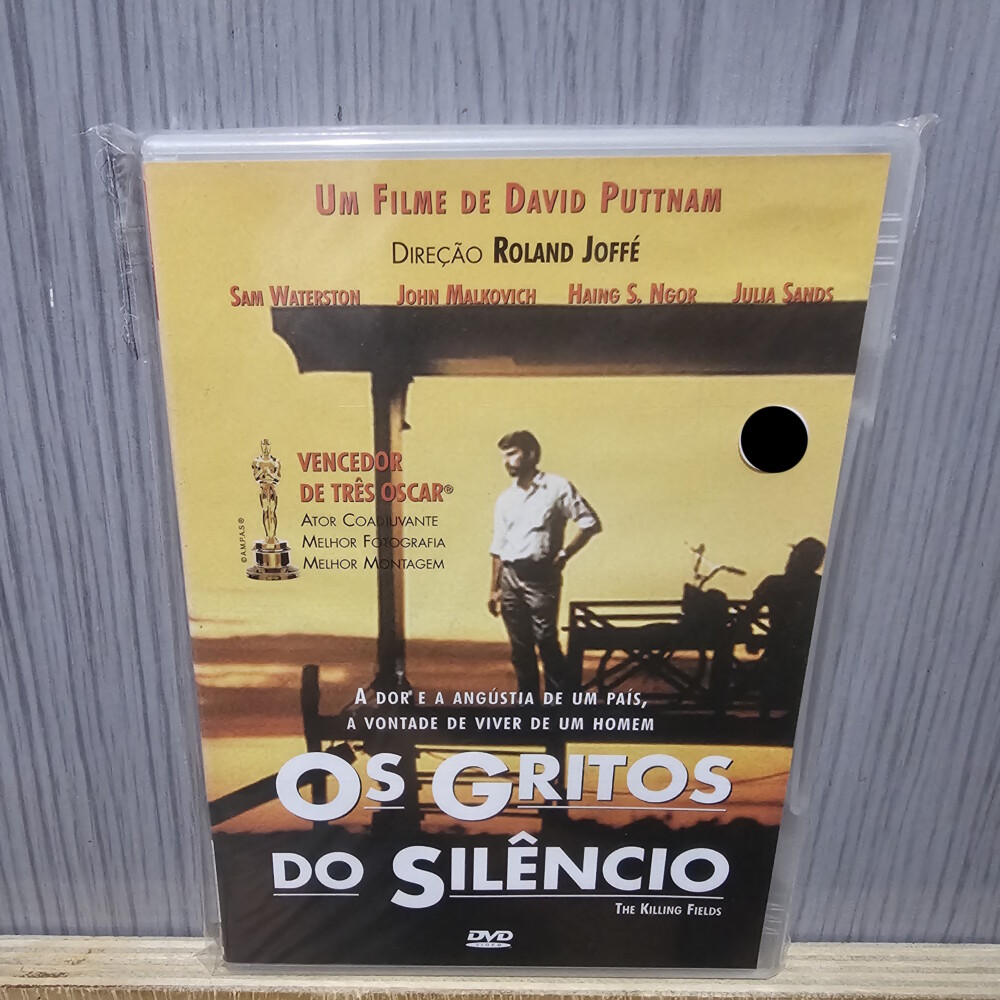 UM FILME DE DAVID PUTTNAM
DIREÇÃO ROLAND JOFFÉ
SAM WATERSTON JOHN MALKOVICH HAING S. NGOR JULIA SANDS
VENCEDOR
DE TRÊS OSCAR®
ATOR COADJUVANTE
MELHOR FOTOGRAFIA
MELHOR MONTAGEM
© A.M.P.A.S ®
A DOR E A ANGÚSTIA DE UM PAÍS,
A VONTADE DE VIVER DE UM HOMEM
OS GRITOS
DO SILÊNCIO
THE KILLING FIELDS
DVD
VIDEO